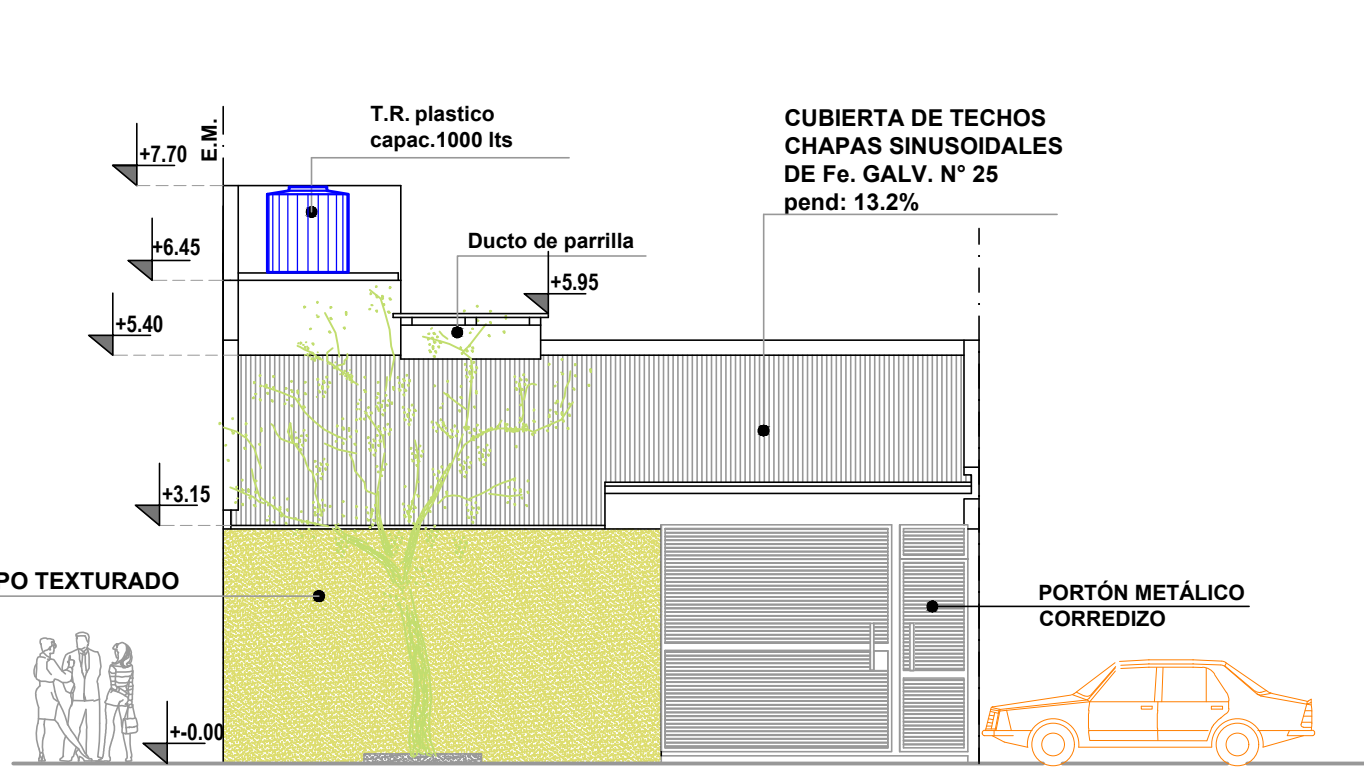 T.R. plastico
capac.1000 lts
CUBIERTA DE TECHOS
CHAPAS SINUSOIDALES
DE Fe. GALV. N° 25
pend: 13.2%
E.M.
+7.70
Ducto de parrilla
+6.45
+5.95
+5.40
+3.15
PO TEXTURADO
PORTÓN METÁLICO
CORREDIZO
+-0.00